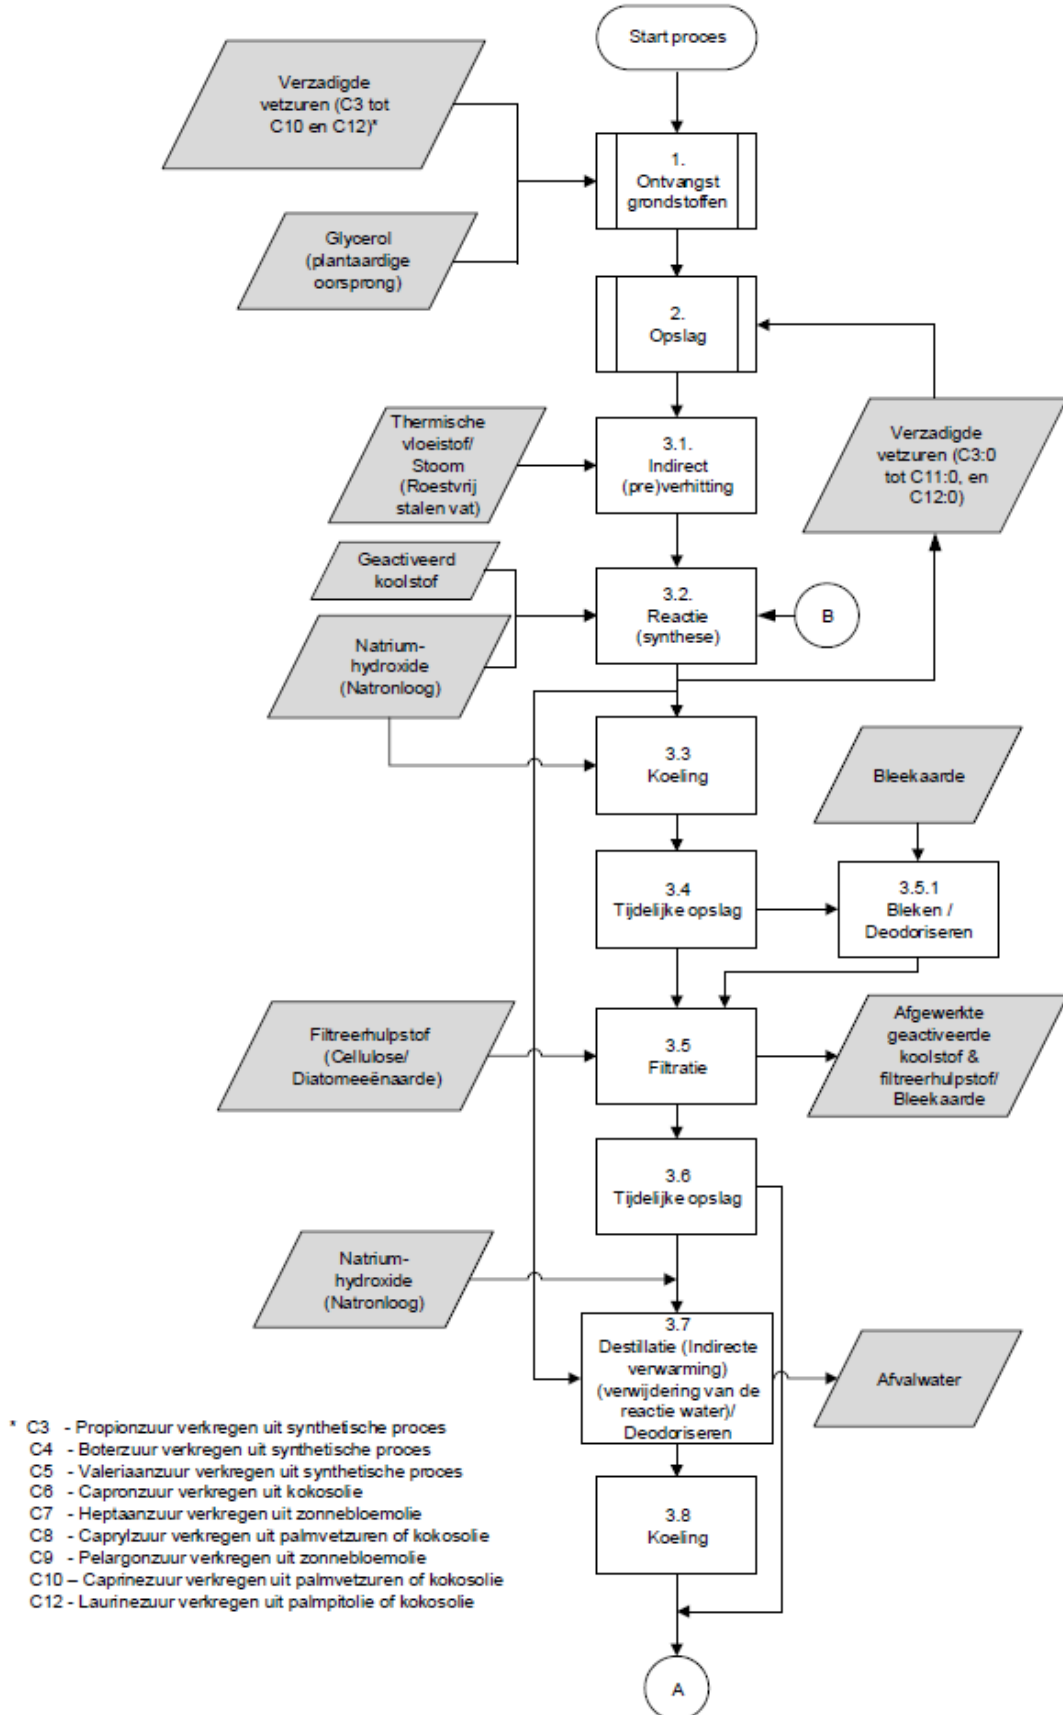 Start proces
Verzadigde
vetzuren (C3 tot
C10 en C12)*
1.
Ontvangst
grondstoffen
Glycerol
(plantaardige
oorsprong)
2.
Opslag
Thermische
vloeistof/
Stoom
(Roestvrij
stalen vat)
3.1.
Indirect
(pre)verhitting
Verzadigde
vetzuren (C3:0
tot C11:0, en
C12:0)
Geactiveerd
koolstof
3.2.
Reactie
(synthese)
B
Natrium-
hydroxide
(Natronloog)
3.3
Koeling
Bleekaarde
3.4
Tijdelijke opslag
3.5.1
Bleken /
Deodoriseren
Filtreerhulpstof
(Cellulose/
Diatomeeënaarde)
3.5
Filtratie
Afgewerkte
geactiveerde
koolstof &
filtreerhulpstof/
Bleekaarde
3.6
Tijdelijke opslag
Natrium-
hydroxide
(Natronloog)
3.7
Destillatie (Indirecte
verwarming)
(verwijdering van de
reactie water)/
Deodoriseren
Afvalwater
3.8
Koeling
A
* C3 - Propionzuur verkregen uit synthetische proces
C4 - Boterzuur verkregen uit synthetische proces
C5 - Valeriaanzuur verkregen uit synthetische proces
C6 - Capronzuur verkregen uit kokosolie
C7 - Heptaanzuur verkregen uit zonnebloemolie
C8 - Caprylzuur verkregen uit palmvetzuren of kokosolie
C9 - Pelargonzuur verkregen uit zonnebloemolie
C10 – Caprinezuur verkregen uit palmvetzuren of kokosolie
C12 - Laurinezuur verkregen uit palmpitolie of kokosolie